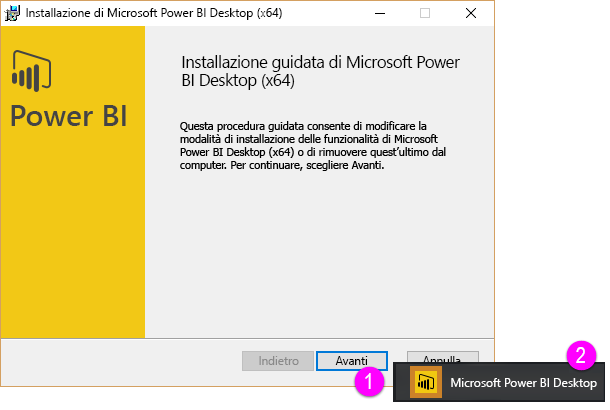 Installazione di Microsoft Power BI Desktop (x64)
Power BI
Installazione guidata di Microsoft Power
BI Desktop (x64)
Questa procedura guidata consente di modificare la
modalità di installazione delle funzionalità di Microsoft
Power BI Desktop (x64) o di rimuovere quest'ultimo dal
computer. Per continuare, scegliere Avanti.
Indietro
Avanti
Annulla
1
2
Microsoft Power BI Desktop